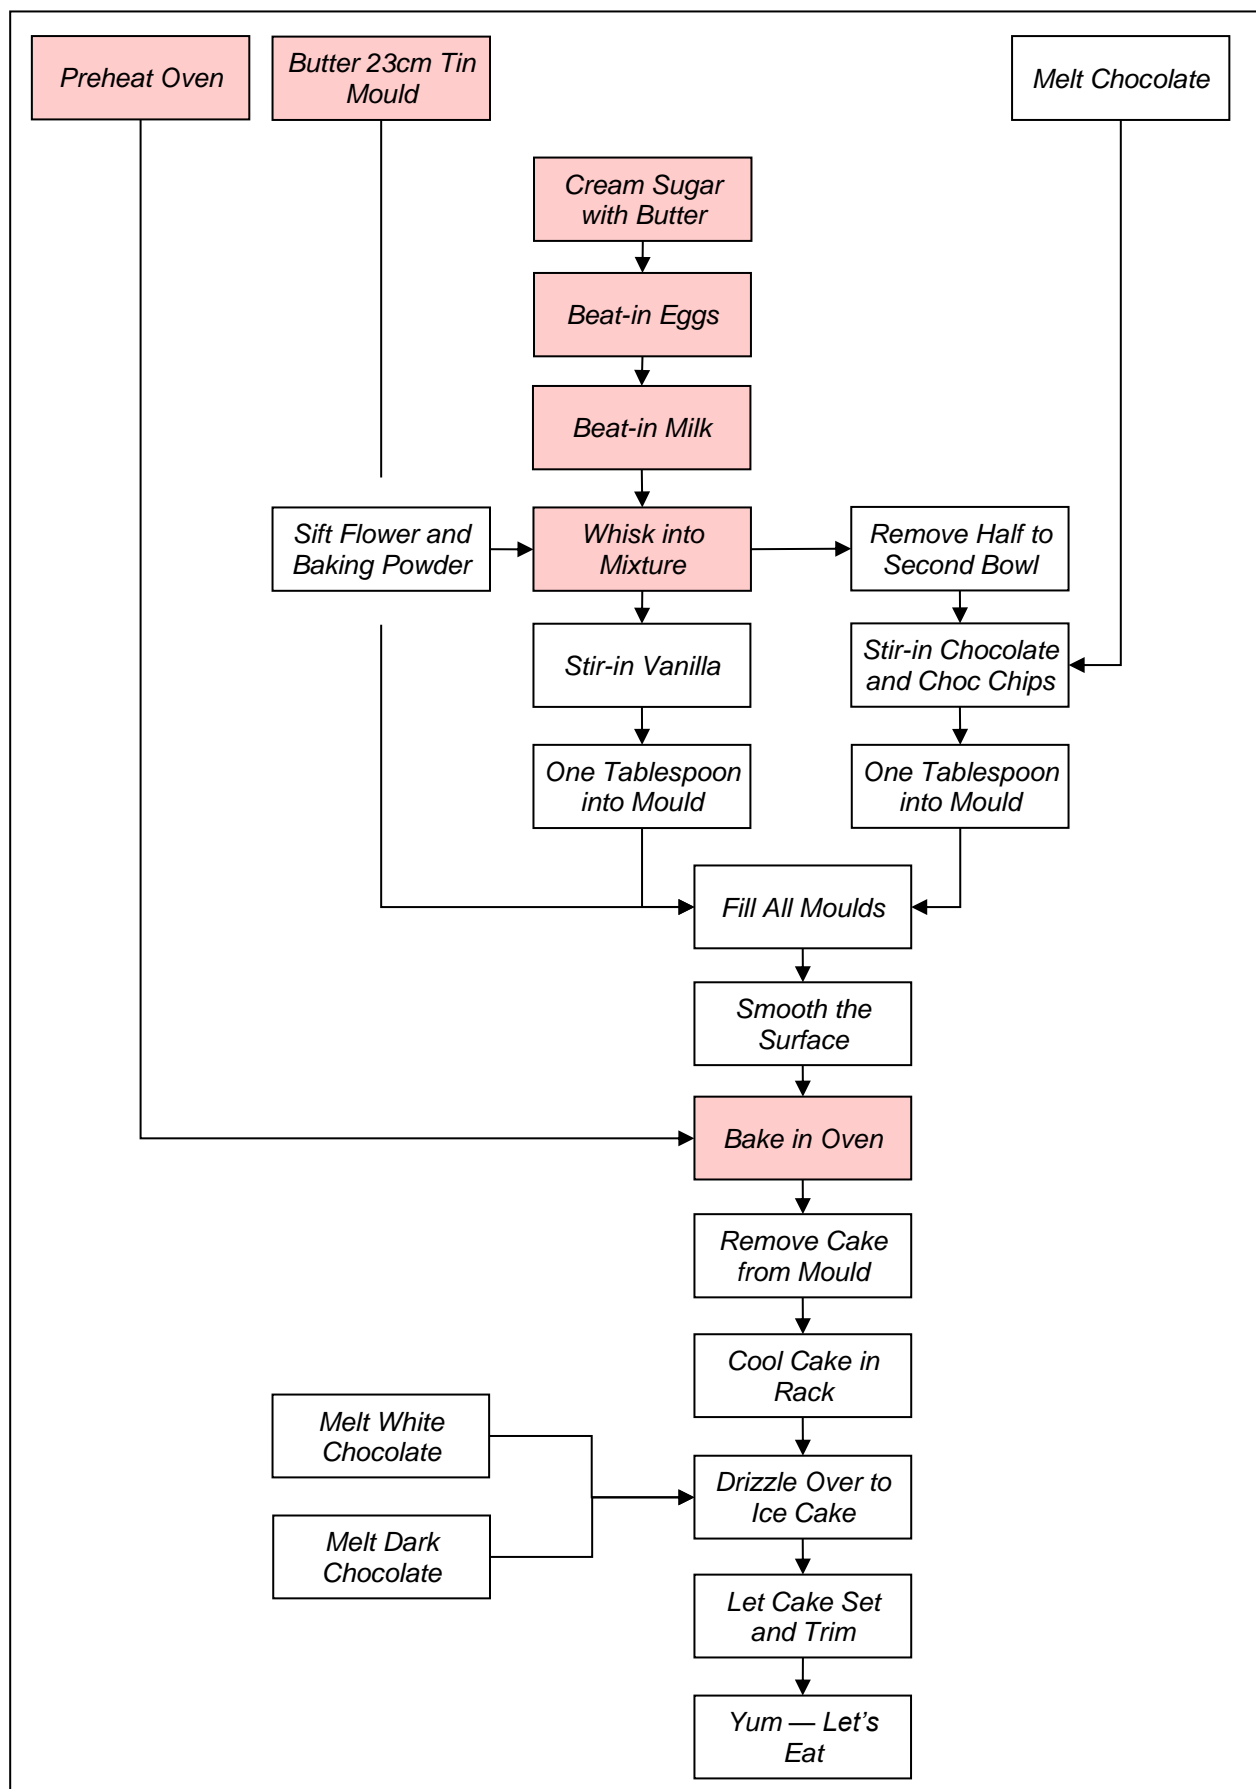 Preheat Oven
Butter 23cm Tin
Mould
Melt Chocolate
Cream Sugar
with Butter
Beat-in Eggs
Beat-in Milk
Sift Flower and
Baking Powder
Whisk into
Mixture
Remove Half to
Second Bowl
Stir-in Vanilla
Stir-in Chocolate
and Choc Chips
One Tablespoon
into Mould
One Tablespoon
into Mould
Fill All Moulds
Smooth the
Surface
Bake in Oven
Remove Cake
from Mould
Cool Cake in
Rack
Melt White
Chocolate
Drizzle Over to
Ice Cake
Melt Dark
Chocolate
Let Cake Set
and Trim
Yum — Let’s
Eat